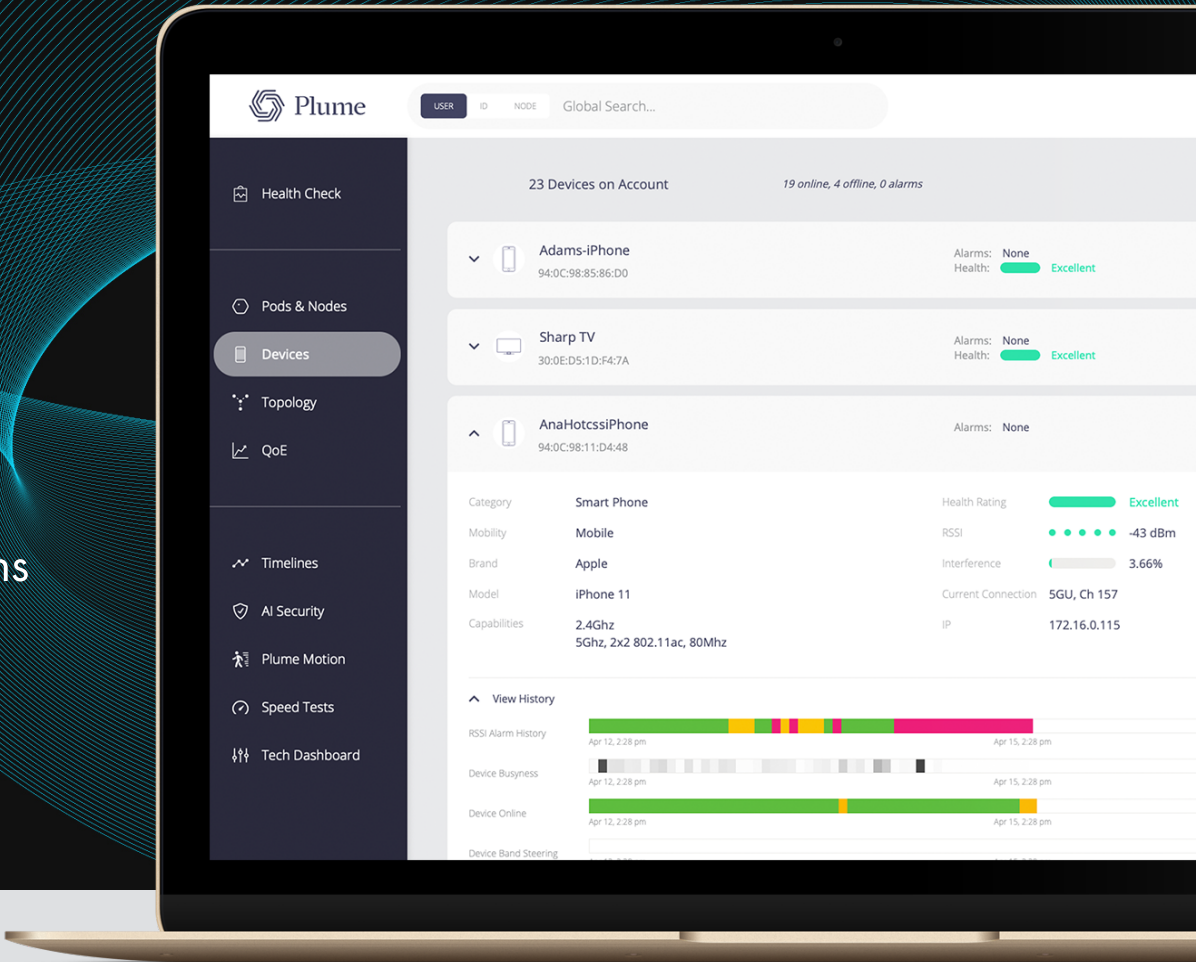 Plume
USER ID NODE Global Search...
Health Check
Pods & Nodes
Devices
Topology
QoE
Timelines
AI Security
Plume Motion
Speed Tests
Tech Dashboard
ns
23 Devices on Account 19 online, 4 offline, 0 alarms
Adams-iPhone
94:0C:98:85:86:D0
Alarms: None
Health: Excellent
Sharp TV
30:0E:D5:1D:F4:7A
Alarms: None
Health: Excellent
AnaHotcssiPhone
94:0C:98:11:D4:48
Alarms: None
Category Smart Phone
Mobility Mobile
Brand Apple
Model iPhone 11
Capabilities 2.4Ghz
5Ghz, 2x2 802.11ac, 80Mhz
Health Rating Excellent
RSSI -43 dBm
Interference 3.66%
Current Connection 5GU, Ch 157
IP 172.16.0.115
View History
RSSI Alarm History
Apr 12, 2:28 pm Apr 15, 2:28 pm
Device Busyness
Apr 12, 2:28 pm Apr 15, 2:28 pm
Device Online
Apr 12, 2:28 pm Apr 15, 2:28 pm
Device Band Steering